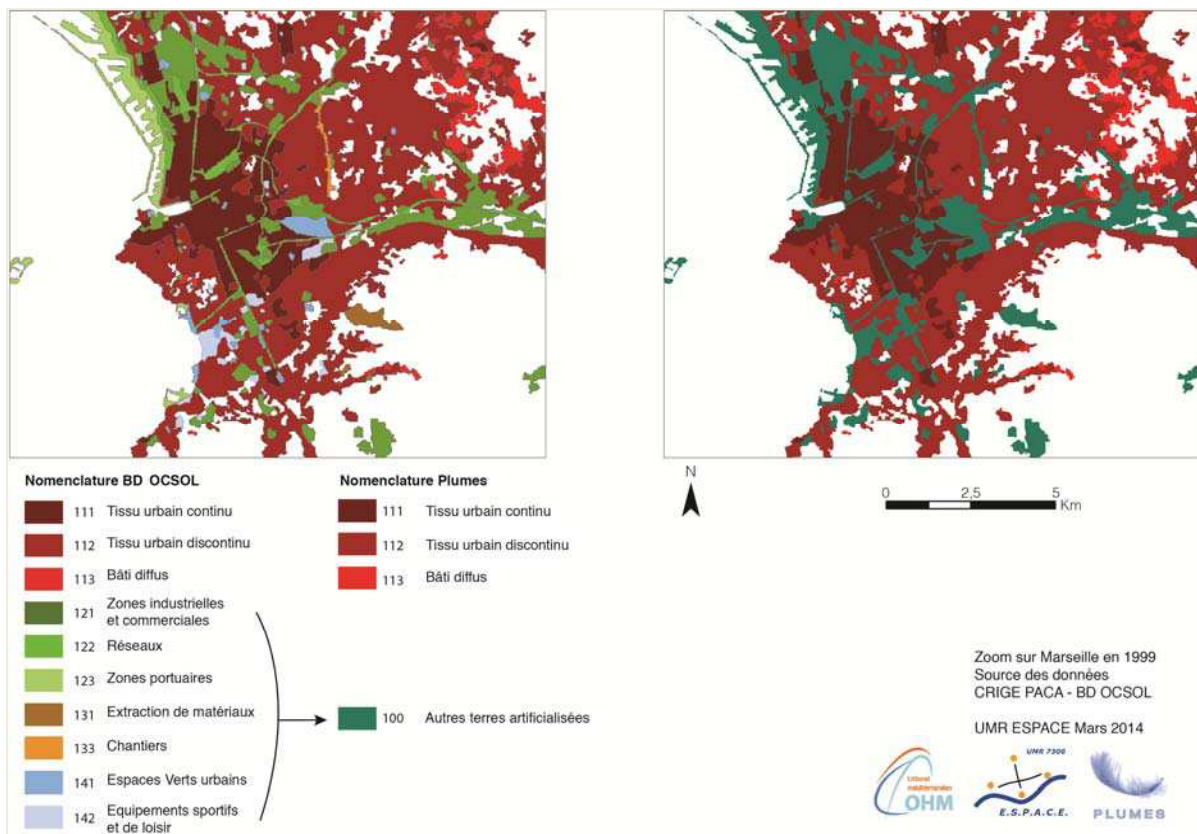 Nomenclature BD OCSOL
111 Tissu urbain continu
112 Tissu urbain discontinu
113 Bâti diffus
121 Zones industrielles
et commerciales
122 Réseaux
123 Zones portuaires
131 Extraction de matériaux
133 Chantiers
141 Espaces Verts urbains
142 Equipements sportifs
et de loisir
Nomenclature Plumes
111 Tissu urbain continu
112 Tissu urbain discontinu
113 Bâti diffus
100 Autres terres artificialisées
N
0 2,5 5
Km
Zoom sur Marseille en 1999
Source des données
CRIGE PACA - BD OCSOL
UMR ESPACE Mars 2014
Littoral
méditerranéen
OHM
UMR 7300
E.S.P.A.C.E.
PLUMES